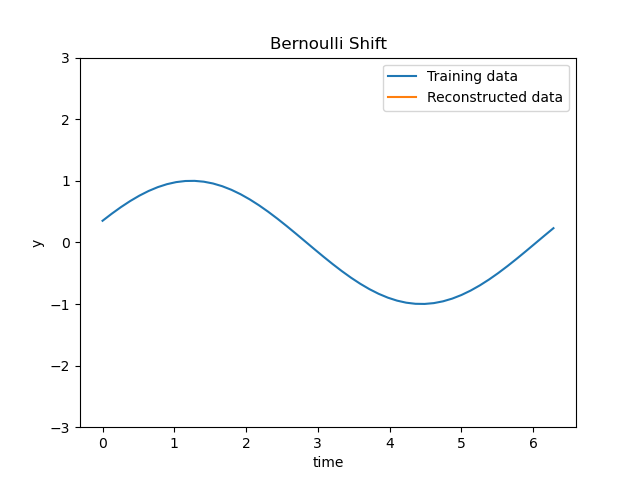 Bernoulli Shift
Training data
Reconstructed data
3
2
1
0
−1
−2
−3
y
0 1 2 3 4 5 6
time